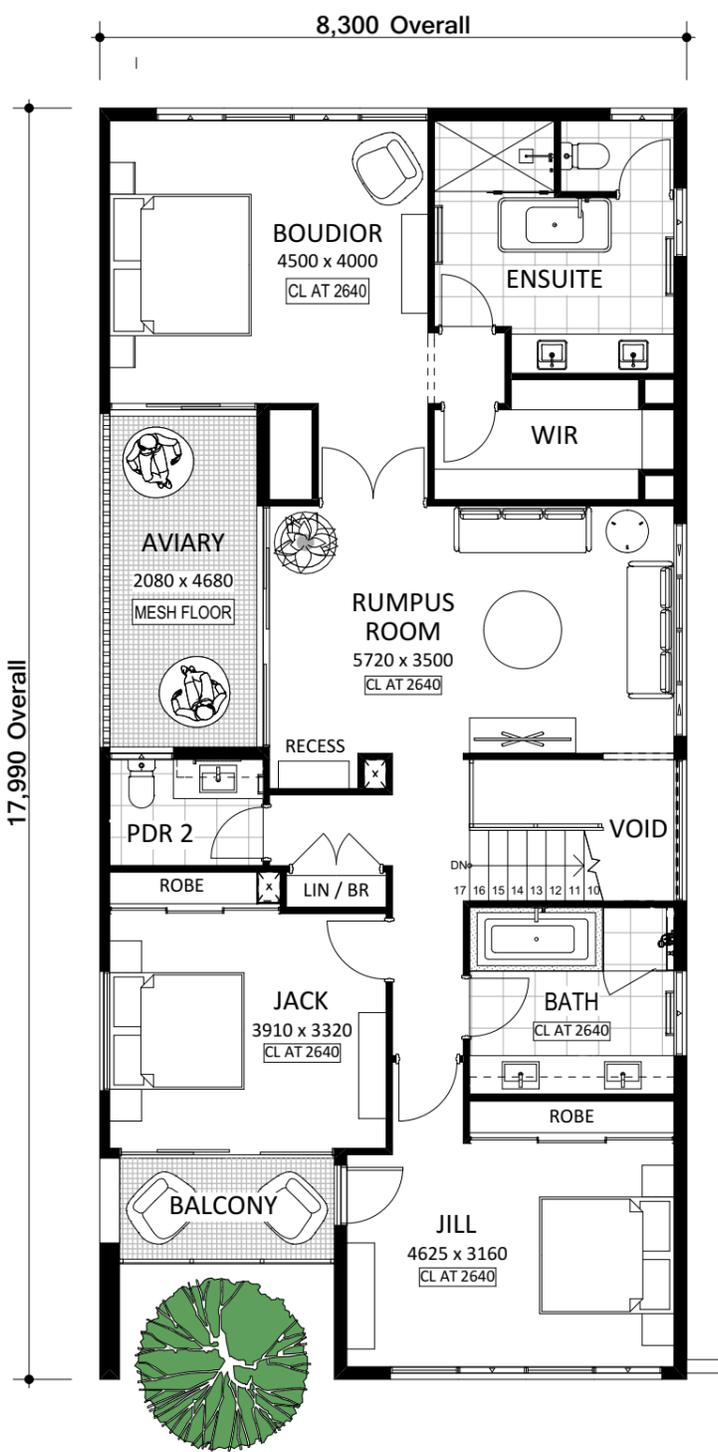 8,300 Overall
17,990 Overall
BOUDIOR
4500 x 4000
CL AT 2640
ENSUITE
WIR
AVIARY
2080 x 4680
MESH FLOOR
RUMPUS
ROOM
5720 x 3500
CL AT 2640
RECESS
x
PDR 2
VOID
DN
17 16 15 14 13 12 11 10
ROBE
x
LIN / BR
JACK
3910 x 3320
CL AT 2640
BATH
CL AT 2640
ROBE
BALCONY
JILL
4625 x 3160
CL AT 2640